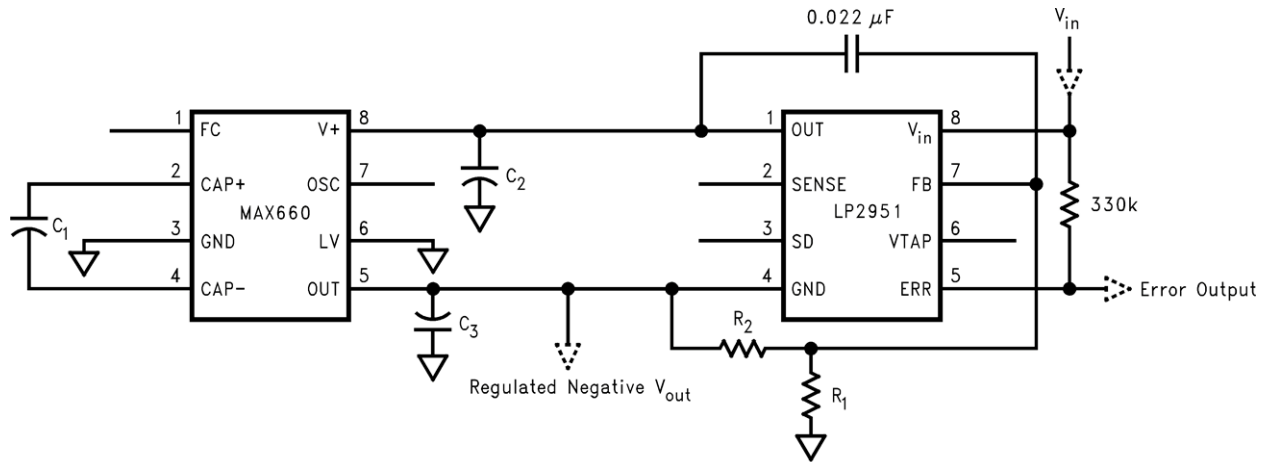 0.022 μF
V_in
1 FC V+ 8
2 CAP+ OSC 7
MAX660
3 GND LV 6
4 CAP- OUT 5
C_1
C_2
C_3
1 OUT V_in 8
2 SENSE FB 7
LP2951
3 SD VTAP 6
4 GND ERR 5
330k
Error Output
R_2
R_1
Regulated Negative V_out